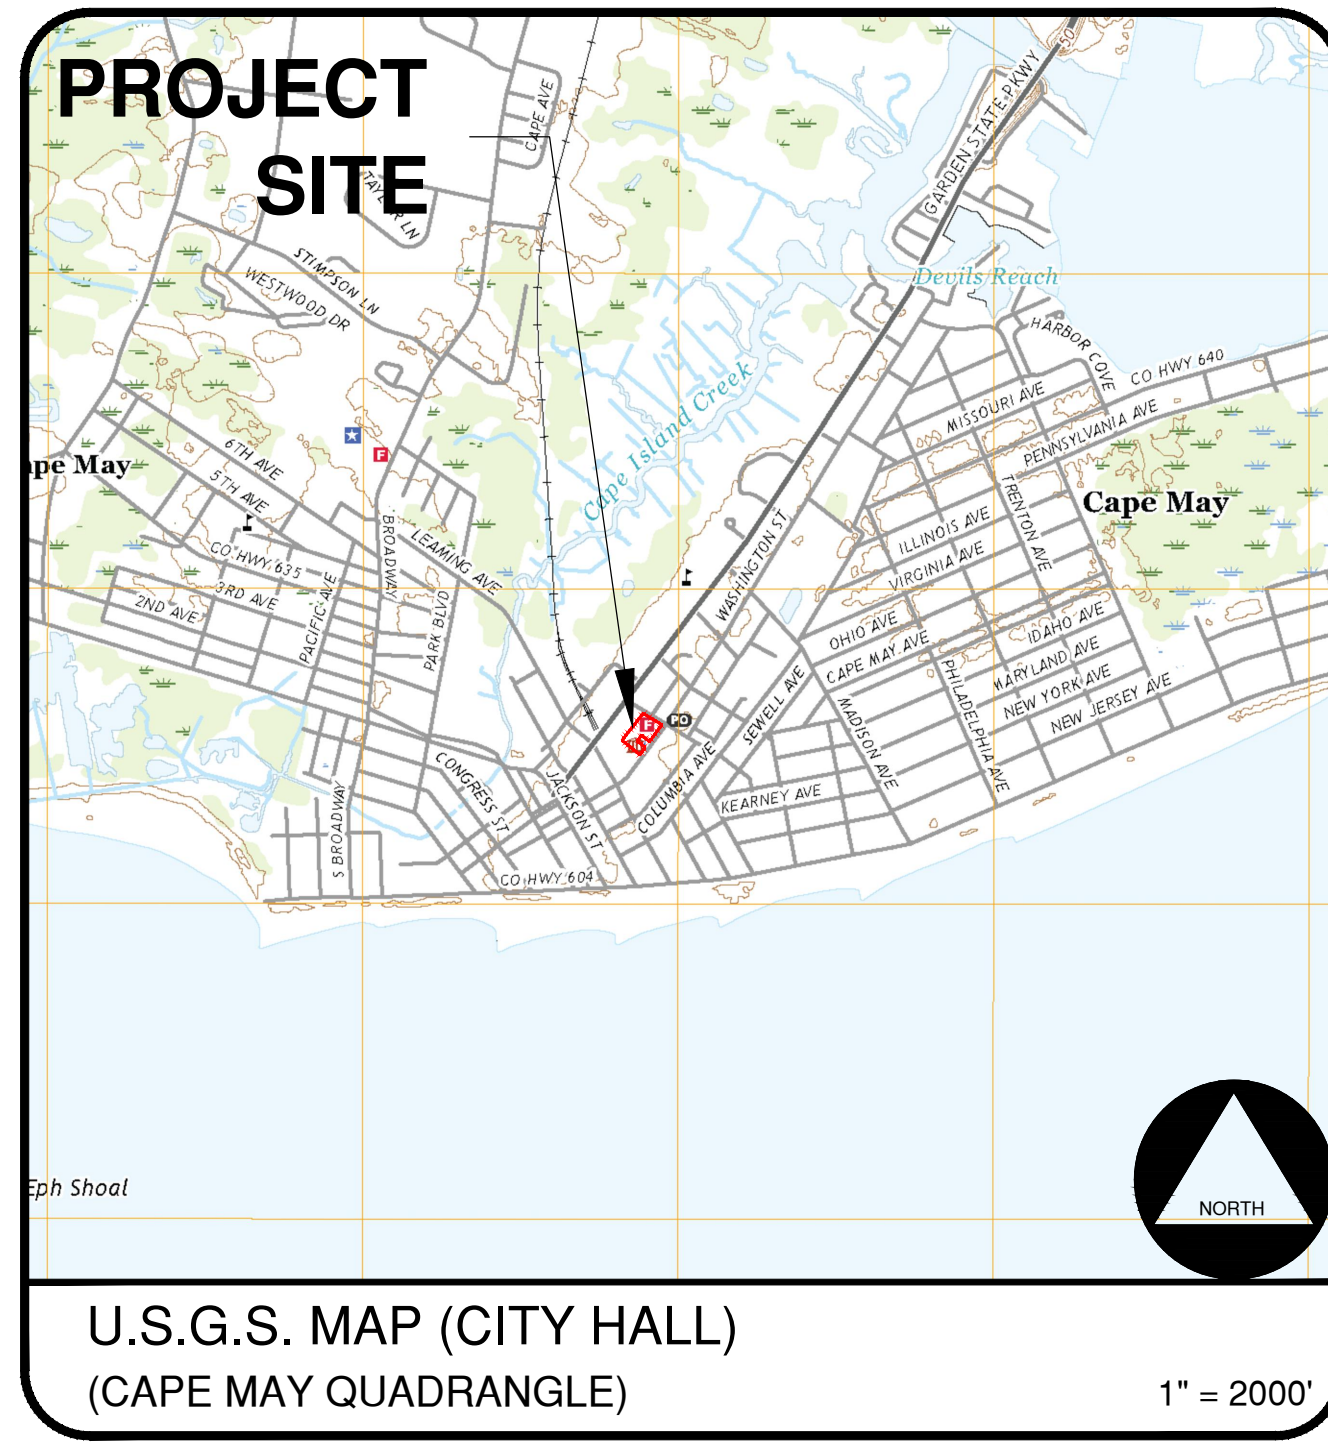 PROJECT
SITE
CAPE AVE
TAYLOR LN
STIMPSON LN
WESTWOOD DR
GARDEN STATE PKWY
50
Devils Reach
HARBOR COVE
CO HWY 640
MISSOURI AVE
PENNSYLVANIA AVE
Cape Island Creek
6TH AVE
5TH AVE
F
ape May
Cape May
TRENTON AVE
BROADWAY
LEAMING AVE
CO HWY 635
3RD AVE
2ND AVE
PACIFIC AVE
PARK BLVD
WASHINGTON ST
ILLINOIS AVE
VIRGINIA AVE
OHIO AVE
CAPE MAY AVE
IDAHO AVE
MARYLAND AVE
NEW YORK AVE
NEW JERSEY AVE
PHILADELPHIA AVE
MADISON AVE
SEWELL AVE
F
PO
COLUMBIA AVE
KEARNEY AVE
CONGRESS ST
JACKSON ST
S BROADWAY
CO HWY 604
Eph Shoal
NORTH
U.S.G.S. MAP (CITY HALL)
(CAPE MAY QUADRANGLE)
1" = 2000'